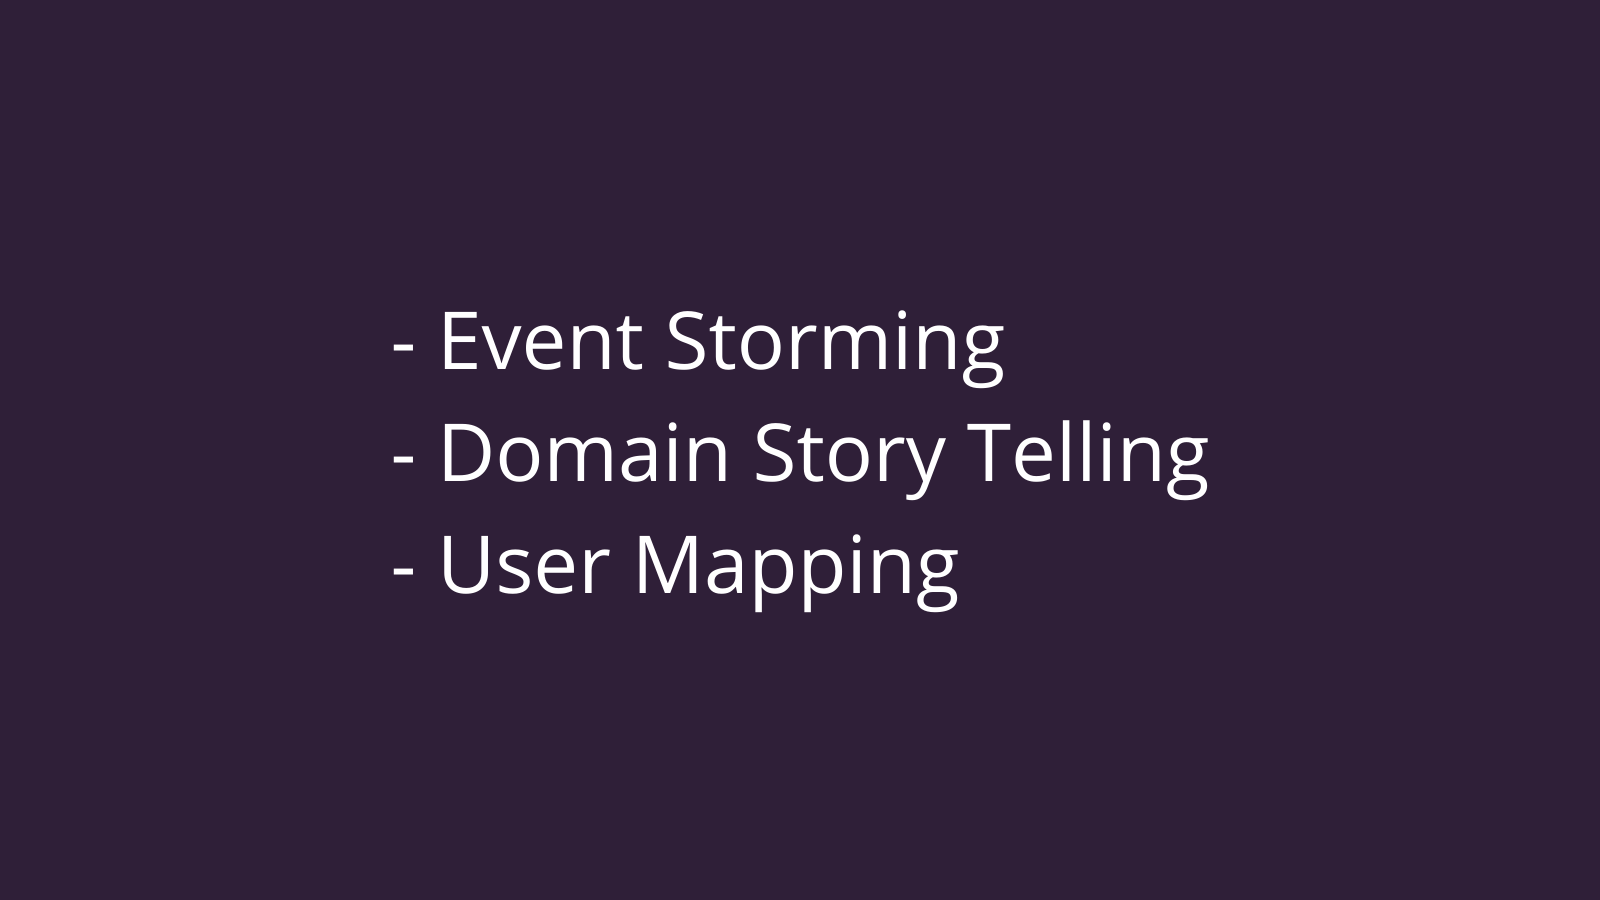 - Event Storming
- Domain Story Telling
- User Mapping